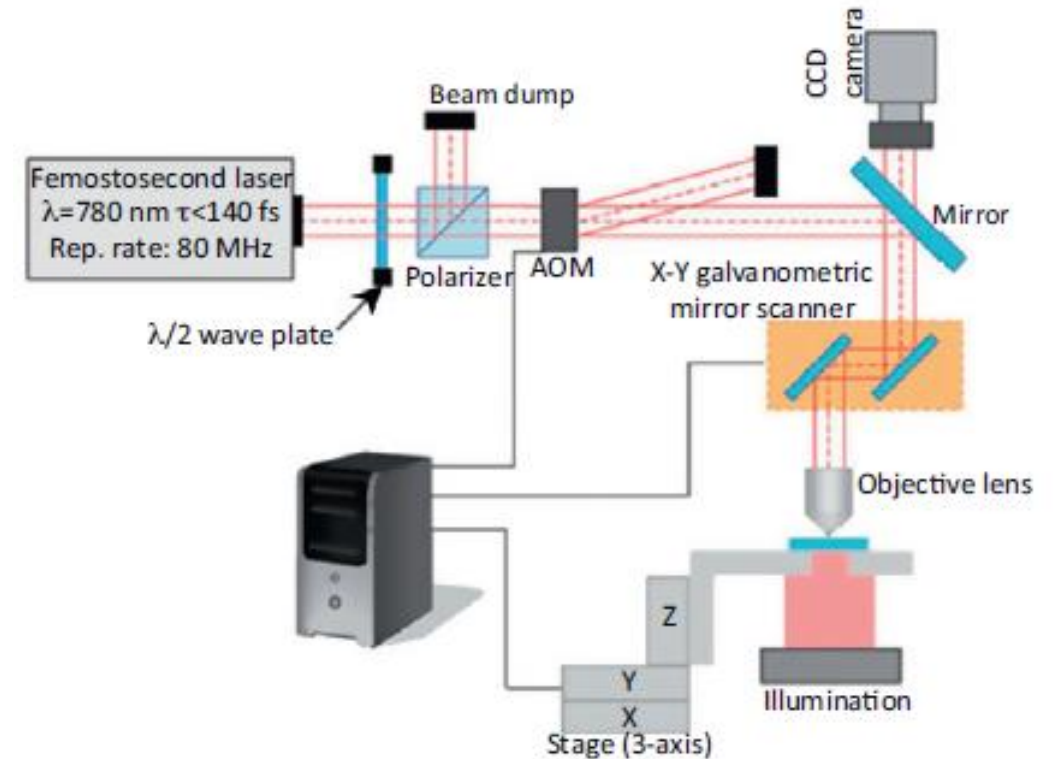 CCD
camera
Beam dump
Femostosecond laser
λ=780 nm τ<140 fs
Rep. rate: 80 MHz
Mirror
Polarizer
AOM
X-Y galvanometric
mirror scanner
λ/2 wave plate
Objective lens
Z
Y
X
Illumination
Stage (3-axis)